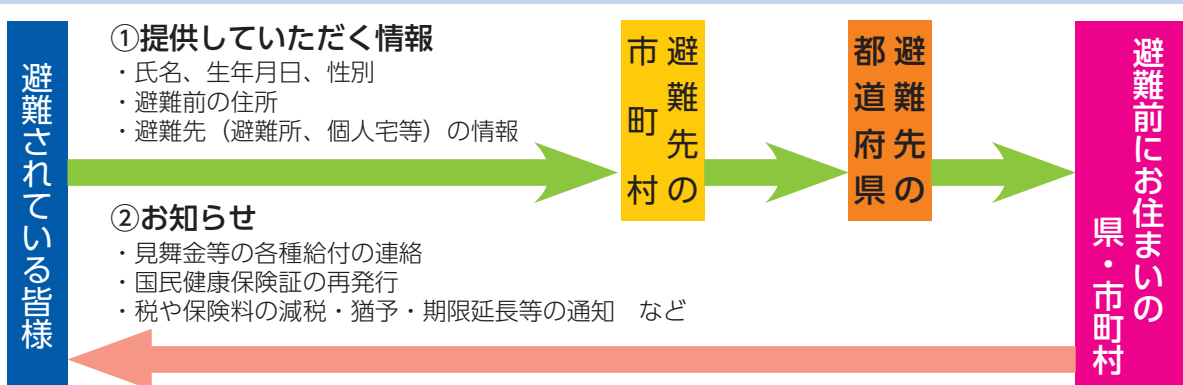 避難されている皆様
①提供していただく情報
・氏名、生年月日、性別
・避難前の住所
・避難先（避難所、個人宅等）の情報
②お知らせ
・見舞金等の各種給付の連絡
・国民健康保険証の再発行
・税や保険料の減税・猶予・期限延長等の通知　など
避難先の
市町村
避難先の
都道府県
避難前にお住まいの
県・市町村